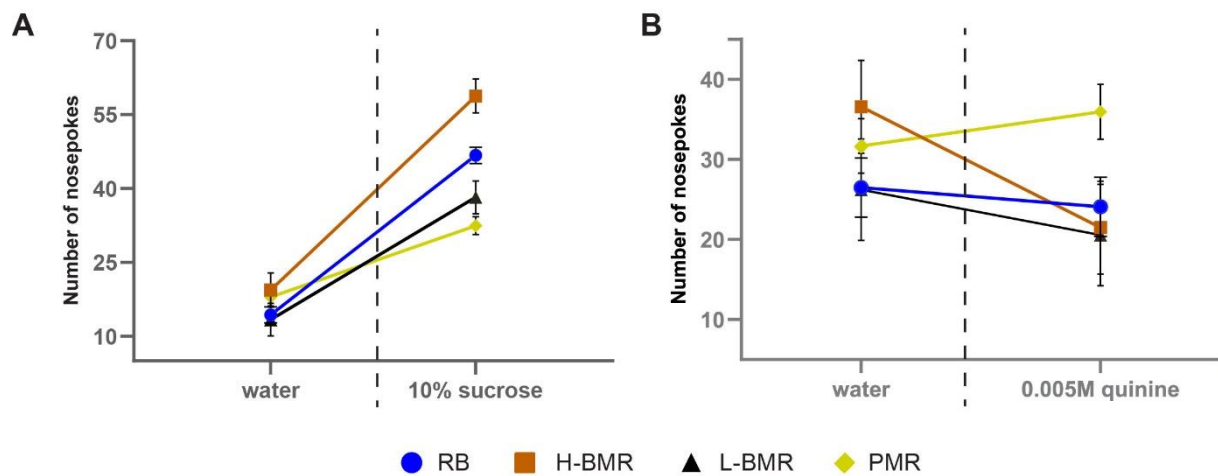 A
Number of nosepokes
70
55
40
25
10
water
10% sucrose
B
Number of nosepokes
40
30
20
10
water
0.005M quinine
RB
H-BMR
L-BMR
PMR